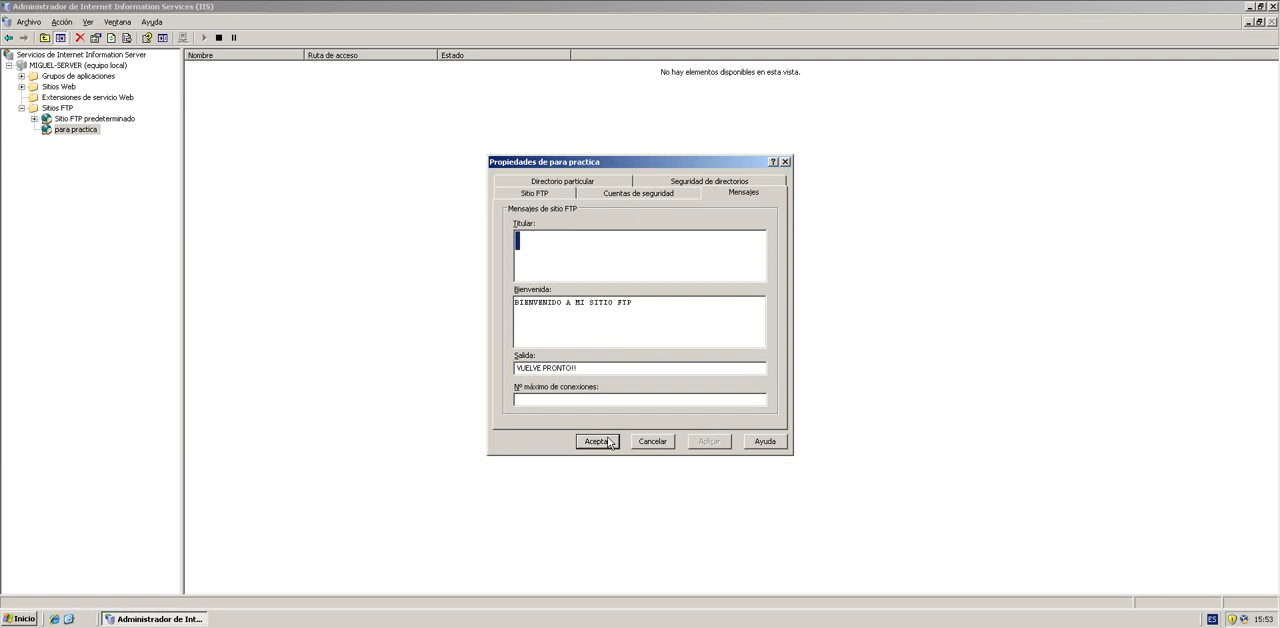 Administrador de Internet Information Services (IIS)
Archivo Acción Ver Ventana Ayuda
Servicios de Internet Information Server
MIGUEL-SERVER (equipo local)
Grupos de aplicaciones
Sitios Web
Extensiones de servicio Web
Sitios FTP
Sitio FTP predeterminado
para practica
Nombre Ruta de acceso Estado
No hay elementos disponibles en esta vista.
Propiedades de para practica
Directorio particular Seguridad de directorios
Sitio FTP Cuentas de seguridad Mensajes
Mensajes de sitio FTP
Titular:
Bienvenida:
BIENVENIDO A MI SITIO FTP
Salida:
VUELVE PRONTO!!
Nº máximo de conexiones:
Aceptar Cancelar Aplicar Ayuda
Inicio Administrador de Int... ES 15:53